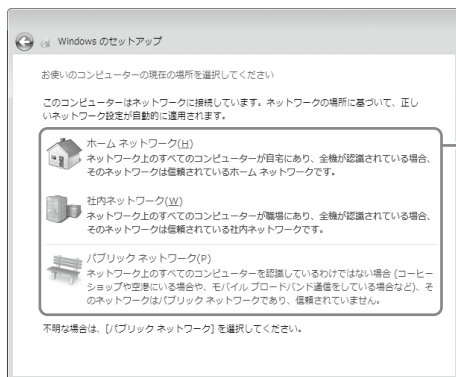 Windows のセットアップ
お使いのコンピューターの現在の場所を選択してください
このコンピューターはネットワークに接続しています。ネットワークの場所に基づいて、正し
いネットワーク設定が自動的に適用されます。
ホーム ネットワーク(H)
ネットワーク上のすべてのコンピューターが自宅にあり、全機が認識されている場合、
そのネットワークは信頼されているホーム ネットワークです。
社内ネットワーク(W)
ネットワーク上のすべてのコンピューターが職場にあり、全機が認識されている場合、
そのネットワークは信頼されている社内ネットワークです。
パブリック ネットワーク(P)
ネットワーク上のすべてのコンピューターを認識しているわけではない場合 (コーヒー
ショップや空港にいる場合や、モバイル ブロードバンド通信をしている場合など)、そ
のネットワークはパブリック ネットワークであり、信頼されていません。
不明な場合は、[パブリック ネットワーク] を選択してください。